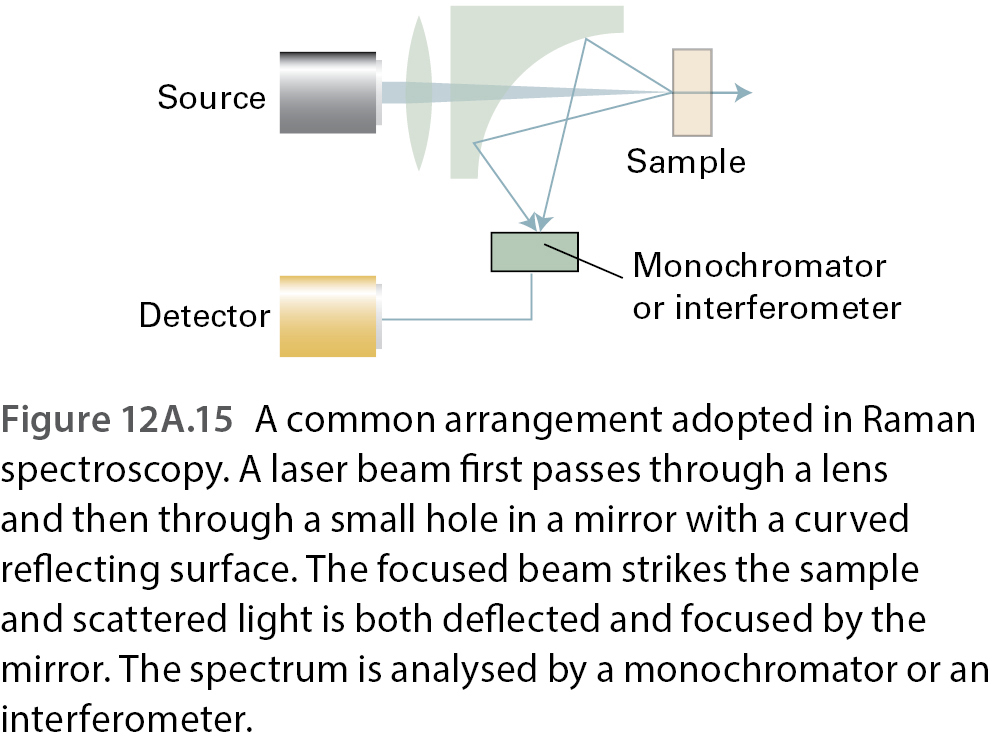 Source
Sample
Monochromator
or interferometer
Detector
Figure 12A.15 A common arrangement adopted in Raman
spectroscopy. A laser beam first passes through a lens
and then through a small hole in a mirror with a curved
reflecting surface. The focused beam strikes the sample
and scattered light is both deflected and focused by the
mirror. The spectrum is analysed by a monochromator or an
interferometer.